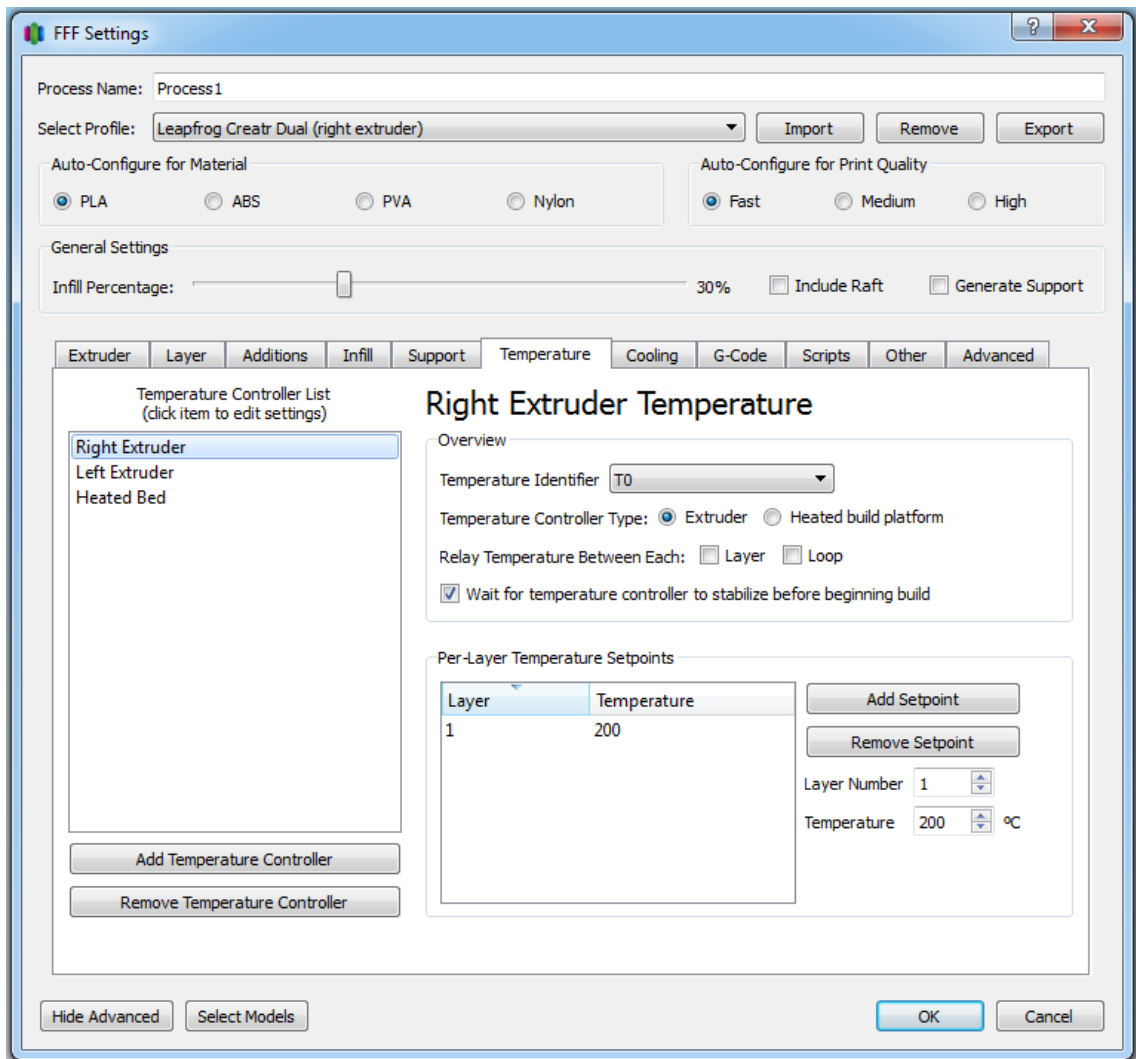 FFF Settings
Process Name: Process1
Select Profile: Leapfrog Creatr Dual (right extruder) Import Remove Export
Auto-Configure for Material Auto-Configure for Print Quality
PLA ABS PVA Nylon Fast Medium High
General Settings
Infill Percentage: 30% Include Raft Generate Support
Extruder Layer Additions Infill Support Temperature Cooling G-Code Scripts Other Advanced
Temperature Controller List
(click item to edit settings)
Right Extruder
Left Extruder
Heated Bed
Add Temperature Controller
Remove Temperature Controller
Right Extruder Temperature
Overview
Temperature Identifier T0
Temperature Controller Type: Extruder Heated build platform
Relay Temperature Between Each: Layer Loop
Wait for temperature controller to stabilize before beginning build
Per-Layer Temperature Setpoints
Layer Temperature
1 200
Add Setpoint
Remove Setpoint
Layer Number 1
Temperature 200 ºC
Hide Advanced Select Models OK Cancel